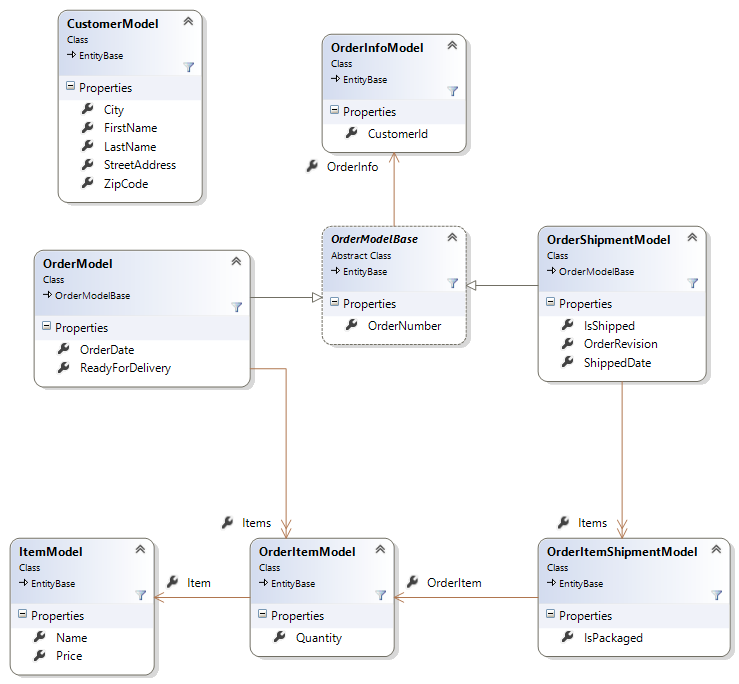 CustomerModel
Class
EntityBase
Properties
City
FirstName
LastName
StreetAddress
ZipCode
OrderInfoModel
Class
EntityBase
Properties
CustomerId
OrderInfo
OrderModel
Class
OrderModelBase
Properties
OrderDate
ReadyForDelivery
OrderModelBase
Abstract Class
EntityBase
Properties
OrderNumber
OrderShipmentModel
Class
OrderModelBase
Properties
IsShipped
OrderRevision
ShippedDate
Items
Items
ItemModel
Class
EntityBase
Properties
Name
Price
Item
OrderItemModel
Class
EntityBase
Properties
Quantity
OrderItem
OrderItemShipmentModel
Class
EntityBase
Properties
IsPackaged